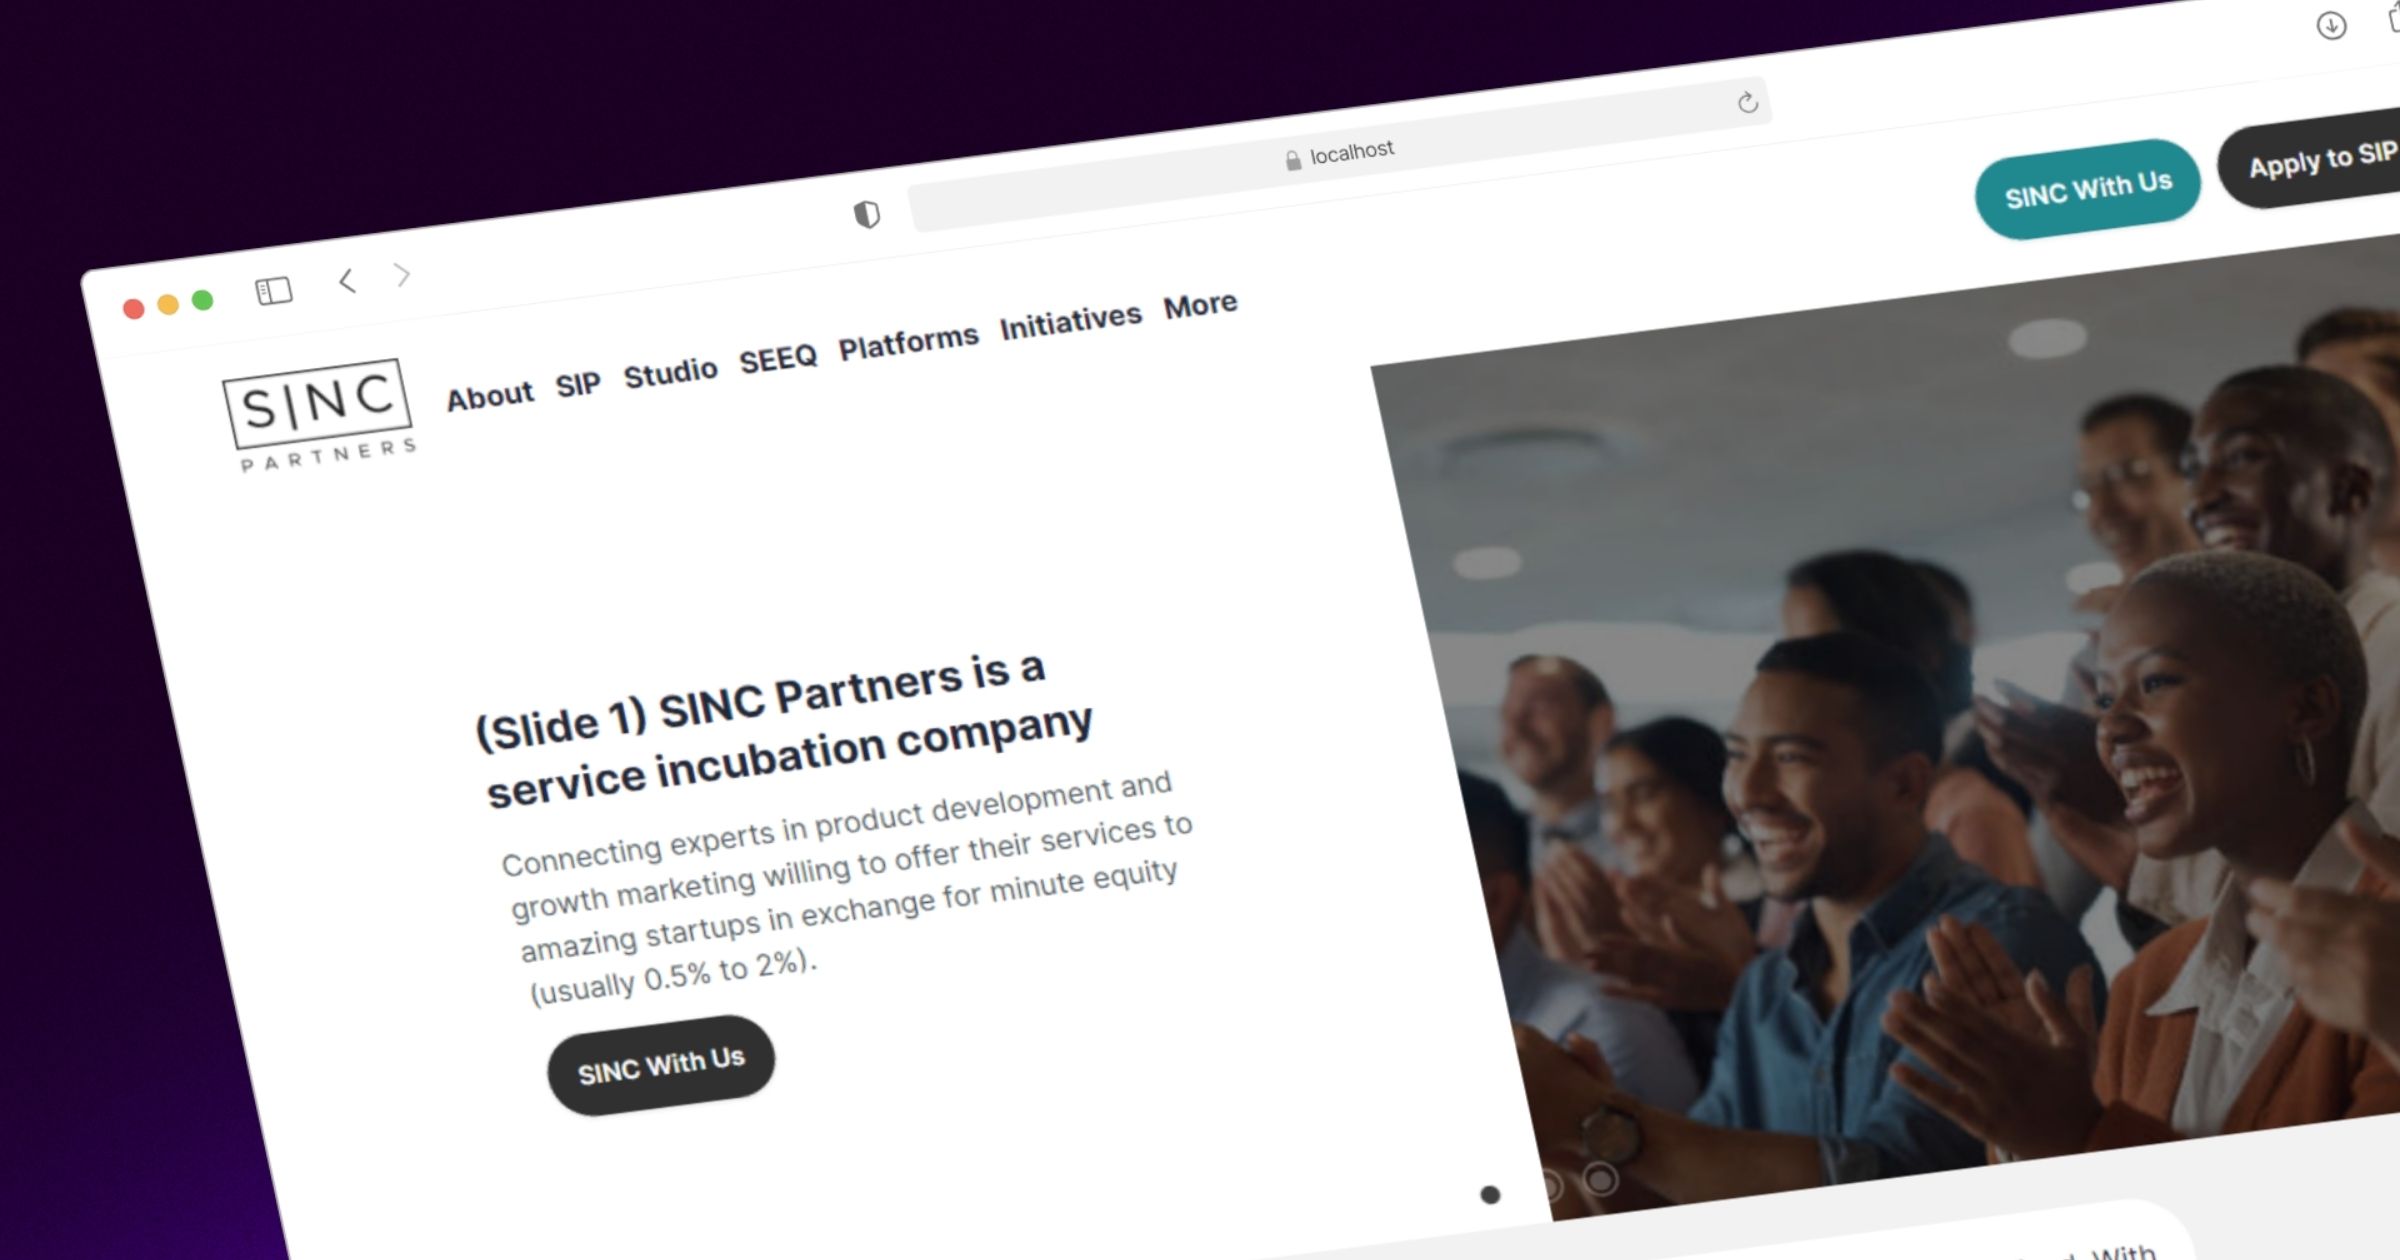 localhost
SINC With Us
Apply to SIP
S|NC
PARTNERS
About SIP Studio SEEQ Platforms Initiatives More
(Slide 1) SINC Partners is a
service incubation company
Connecting experts in product development and
growth marketing willing to offer their services to
amazing startups in exchange for minute equity
(usually 0.5% to 2%).
SINC With Us
With